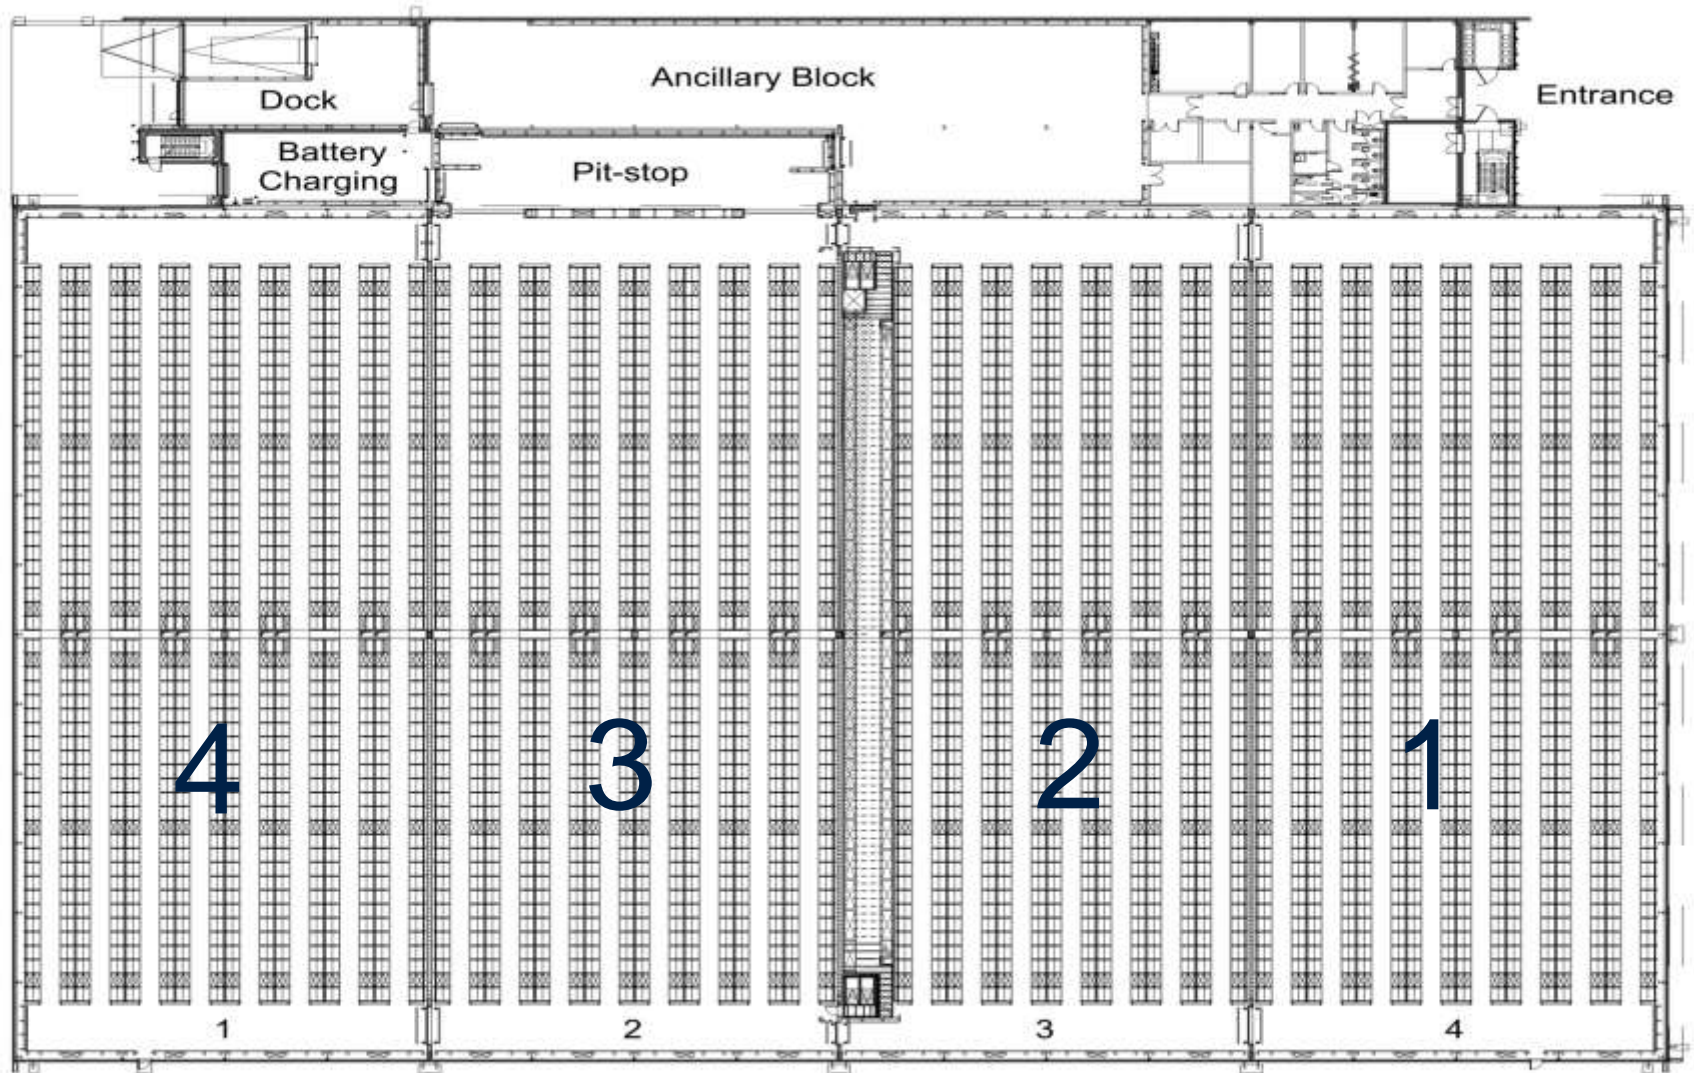 Ancillary Block
Dock
Entrance
Battery
Charging
Pit-stop
4
3
2
1
1
2
3
4